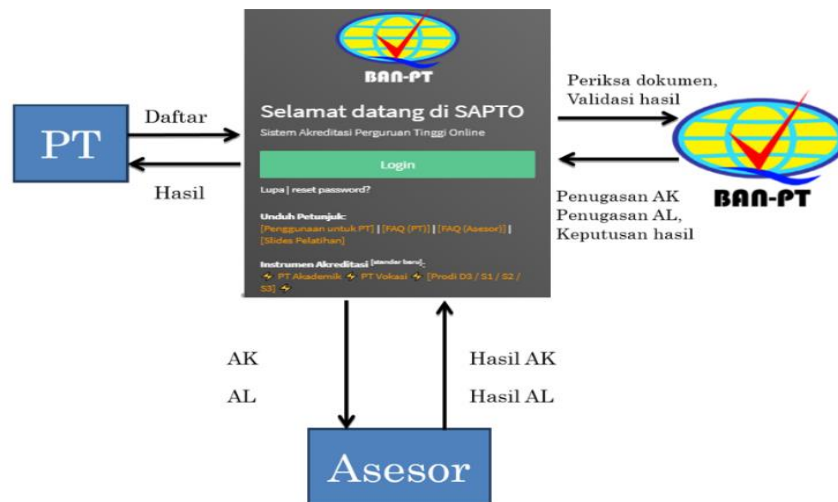 BAN-PT
Selamat datang di SAPTO
Sistem Akreditasi Perguruan Tinggi Online
Login
Lupa | reset password?
Unduh Petunjuk:
[Penggunaan untuk PT] | [FAQ (PT)] | [FAQ (Asesor)] |
[Slides Pelatihan]
Instrumen Akreditasi [standar baru]:
PT Akademik PT Vokasi [Prodi D3 / S1 / S2 /
S3]
PT
Daftar
Hasil
Periksa dokumen,
Validasi hasil
BAN-PT
Penugasan AK
Penugasan AL,
Keputusan hasil
AK
AL
Hasil AK
Hasil AL
Asesor